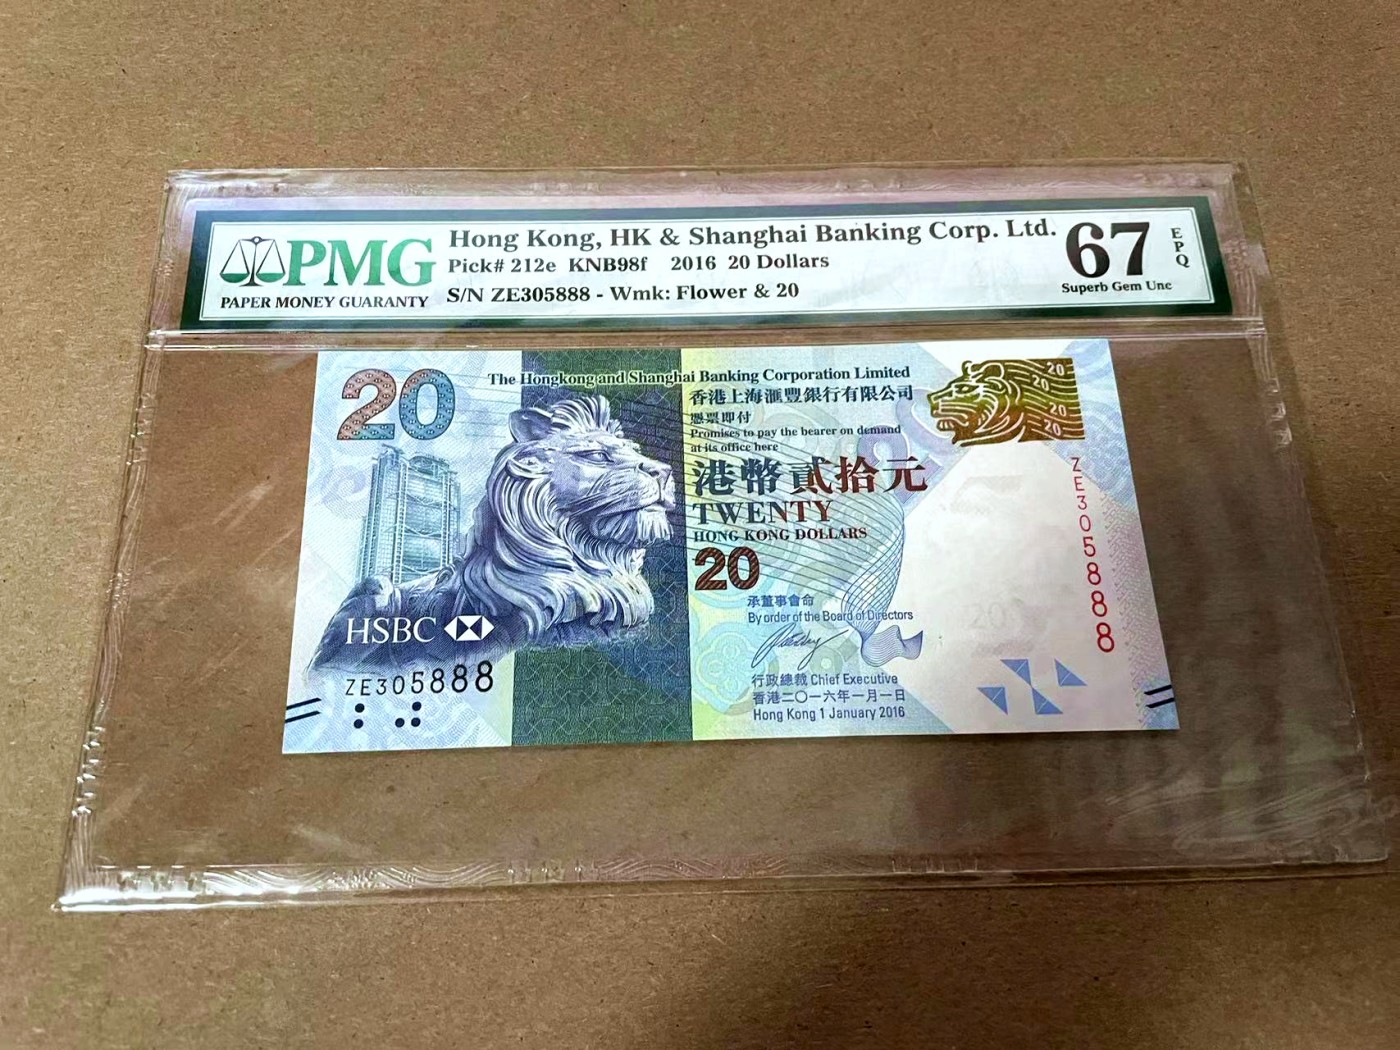 PMG
PAPER MONEY GUARANTY
Hong Kong, HK & Shanghai Banking Corp. Ltd.
Pick# 212e KNB98f 2016 20 Dollars
S/N ZE305888 - Wmk: Flower & 20
67
EPQ
Superb Gem Unc
20
The Hongkong and Shanghai Banking Corporation Limited
香港上海滙豐銀行有限公司
憑票即付
Promises to pay the bearer on demand
at its office here
港幣貳拾元
TWENTY
HONG KONG DOLLARS
20
承董事會命
By order of the Board of Directors
行政總裁 Chief Executive
香港二〇一六年一月一日
Hong Kong 1 January 2016
HSBC
ZE305888
20
20
20
20
ZE305888
20